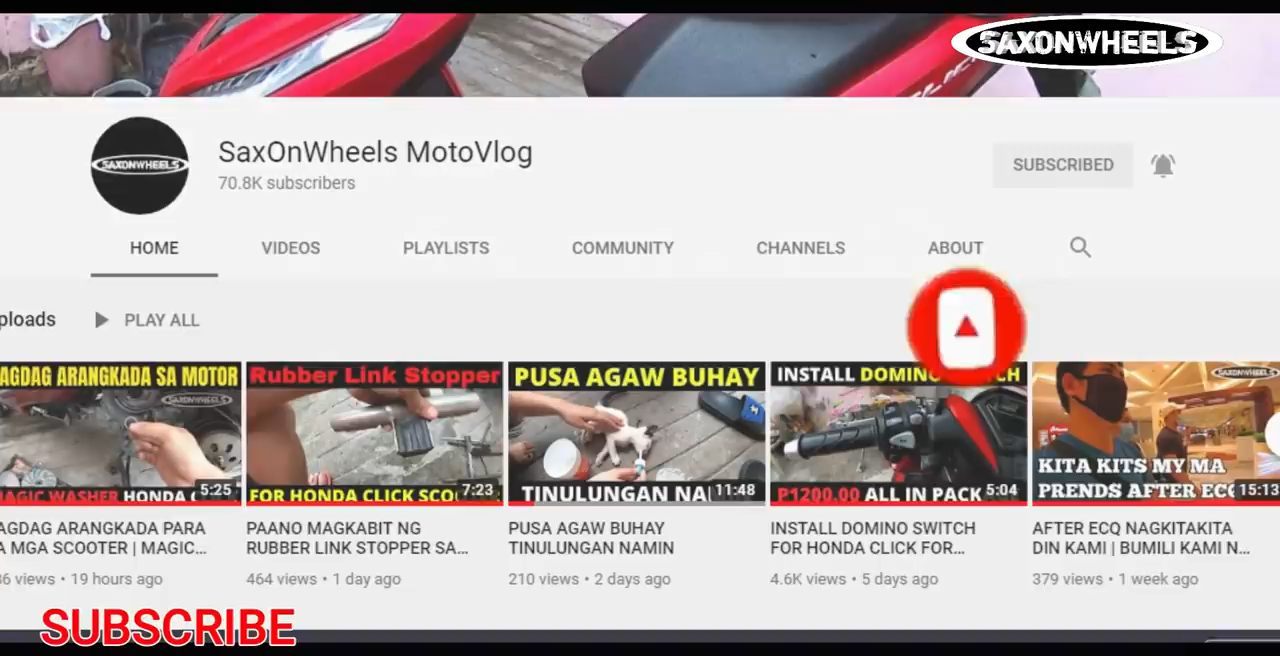 SAXONWHEELS
SAXONWHEELS
SaxOnWheels MotoVlog
70.8K subscribers
SUBSCRIBED
HOME VIDEOS PLAYLISTS COMMUNITY CHANNELS ABOUT
ploads PLAY ALL
AGDAG ARANGKADA SA MOTOR
SAXONWHEELS
MAGIC WASHER HONDA C
5:25
AGDAG ARANGKADA PARA
A MGA SCOOTER | MAGIC...
86 views • 19 hours ago
Rubber Link Stopper
FOR HONDA CLICK SCO
7:23
PAANO MAGKABIT NG
RUBBER LINK STOPPER SA...
464 views • 1 day ago
PUSA AGAW BUHAY
TINULUNGAN NA
11:48
PUSA AGAW BUHAY
TINULUNGAN NAMIN
210 views • 2 days ago
INSTALL DOMINO CH
P1200.00 ALL IN PACK
5:04
INSTALL DOMINO SWITCH
FOR HONDA CLICK FOR...
4.6K views • 5 days ago
SAXONWHEELS
KITA KITS MY MA
PRENDS AFTER ECQ
15:13
AFTER ECQ NAGKITAKITA
DIN KAMI | BUMILI KAMI N...
379 views • 1 week ago
SUBSCRIBE